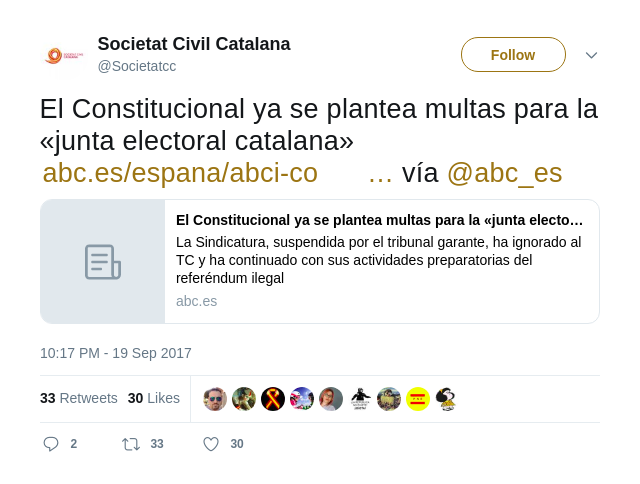 Societat Civil Catalana
@Societatcc
Follow
El Constitucional ya se plantea multas para la
«junta electoral catalana»
abc.es/espana/abci-co … vía @abc_es
El Constitucional ya se plantea multas para la «junta electo…
La Sindicatura, suspendida por el tribunal garante, ha ignorado al
TC y ha continuado con sus actividades preparatorias del
referéndum ilegal
abc.es
10:17 PM - 19 Sep 2017
33 Retweets 30 Likes
2 33 30